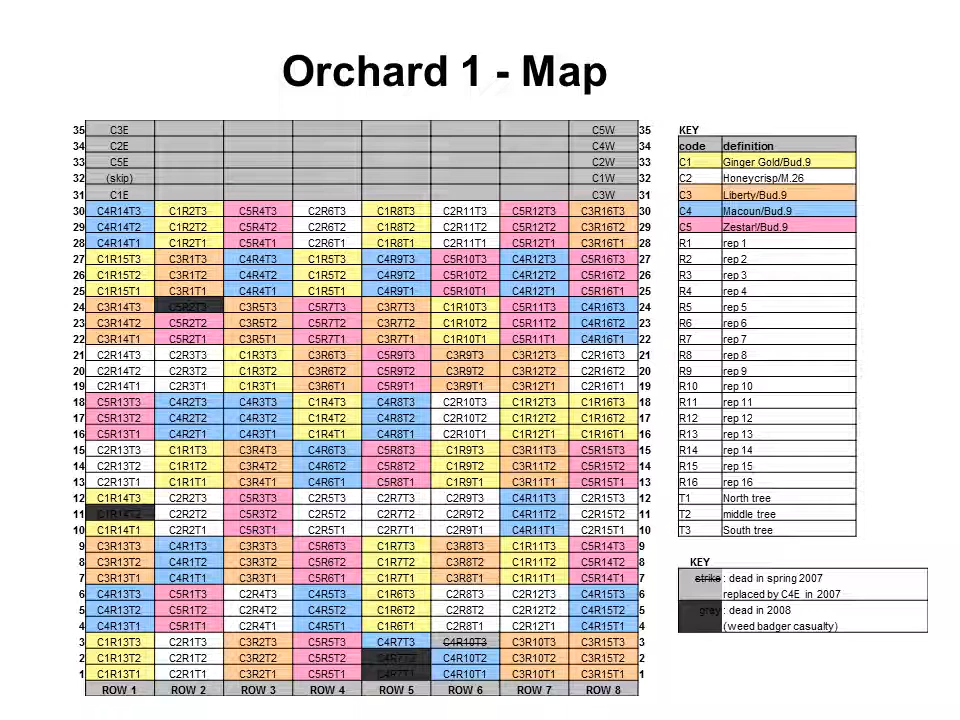 Orchard 1 - Map
35 C3E C5W 35 KEY
34 C2E C4W 34 code definition
33 C5E C2W 33 C1 Ginger Gold/Bud.9
32 (skip) C1W 32 C2 Honeycrisp/M.26
31 C1E C3W 31 C3 Liberty/Bud.9
30 C4R14T3 C1R2T3 C5R4T3 C2R6T3 C1R8T3 C2R11T3 C5R12T3 C3R16T3 30 C4 Macoun/Bud.9
29 C4R14T2 C1R2T2 C5R4T2 C2R6T2 C1R8T2 C2R11T2 C5R12T2 C3R16T2 29 C5 Zestar!/Bud.9
28 C4R14T1 C1R2T1 C5R4T1 C2R6T1 C1R8T1 C2R11T1 C5R12T1 C3R16T1 28 R1 rep 1
27 C1R15T3 C3R1T3 C4R4T3 C1R5T3 C4R9T3 C5R10T3 C4R12T3 C5R16T3 27 R2 rep 2
26 C1R15T2 C3R1T2 C4R4T2 C1R5T2 C4R9T2 C5R10T2 C4R12T2 C5R16T2 26 R3 rep 3
25 C1R15T1 C3R1T1 C4R4T1 C1R5T1 C4R9T1 C5R10T1 C4R12T1 C5R16T1 25 R4 rep 4
24 C3R14T3 C5R2T3 C3R5T3 C5R7T3 C3R7T3 C1R10T3 C5R11T3 C4R16T3 24 R5 rep 5
23 C3R14T2 C5R2T2 C3R5T2 C5R7T2 C3R7T2 C1R10T2 C5R11T2 C4R16T2 23 R6 rep 6
22 C3R14T1 C5R2T1 C3R5T1 C5R7T1 C3R7T1 C1R10T1 C5R11T1 C4R16T1 22 R7 rep 7
21 C2R14T3 C2R3T3 C1R3T3 C3R6T3 C5R9T3 C3R9T3 C3R12T3 C2R16T3 21 R8 rep 8
20 C2R14T2 C2R3T2 C1R3T2 C3R6T2 C5R9T2 C3R9T2 C3R12T2 C2R16T2 20 R9 rep 9
19 C2R14T1 C2R3T1 C1R3T1 C3R6T1 C5R9T1 C3R9T1 C3R12T1 C2R16T1 19 R10 rep 10
18 C5R13T3 C4R2T3 C4R3T3 C1R4T3 C4R8T3 C2R10T3 C1R12T3 C1R16T3 18 R11 rep 11
17 C5R13T2 C4R2T2 C4R3T2 C1R4T2 C4R8T2 C2R10T2 C1R12T2 C1R16T2 17 R12 rep 12
16 C5R13T1 C4R2T1 C4R3T1 C1R4T1 C4R8T1 C2R10T1 C1R12T1 C1R16T1 16 R13 rep 13
15 C2R13T3 C1R1T3 C3R4T3 C4R6T3 C5R8T3 C1R9T3 C3R11T3 C5R15T3 15 R14 rep 14
14 C2R13T2 C1R1T2 C3R4T2 C4R6T2 C5R8T2 C1R9T2 C3R11T2 C5R15T2 14 R15 rep 15
13 C2R13T1 C1R1T1 C3R4T1 C4R6T1 C5R8T1 C1R9T1 C3R11T1 C5R15T1 13 R16 rep 16
12 C1R14T3 C2R2T3 C5R3T3 C2R5T3 C2R7T3 C2R9T3 C4R11T3 C2R15T3 12 T1 North tree
11 C1R14T2 C2R2T2 C5R3T2 C2R5T2 C2R7T2 C2R9T2 C4R11T2 C2R15T2 11 T2 middle tree
10 C1R14T1 C2R2T1 C5R3T1 C2R5T1 C2R7T1 C2R9T1 C4R11T1 C2R15T1 10 T3 South tree
9 C3R13T3 C4R1T3 C3R3T3 C5R6T3 C1R7T3 C3R8T3 C1R11T3 C5R14T3 9
8 C3R13T2 C4R1T2 C3R3T2 C5R6T2 C1R7T2 C3R8T2 C1R11T2 C5R14T2 8 KEY
7 C3R13T1 C4R1T1 C3R3T1 C5R6T1 C1R7T1 C3R8T1 C1R11T1 C5R14T1 7 strike : dead in spring 2007
6 C4R13T3 C5R1T3 C2R4T3 C4R5T3 C1R6T3 C2R8T3 C2R12T3 C4R15T3 6 replaced by C4E in 2007
5 C4R13T2 C5R1T2 C2R4T2 C4R5T2 C1R6T2 C2R8T2 C2R12T2 C4R15T2 5 grey : dead in 2008
4 C4R13T1 C5R1T1 C2R4T1 C4R5T1 C1R6T1 C2R8T1 C2R12T1 C4R15T1 4 (weed badger casualty)
3 C1R13T3 C2R1T3 C3R2T3 C5R5T3 C4R7T3 C4R10T3 C3R10T3 C3R15T3 3
2 C1R13T2 C2R1T2 C3R2T2 C5R5T2 C4R7T2 C4R10T2 C3R10T2 C3R15T2 2
1 C1R13T1 C2R1T1 C3R2T1 C5R5T1 C4R7T1 C4R10T1 C3R10T1 C3R15T1 1
ROW 1 ROW 2 ROW 3 ROW 4 ROW 5 ROW 6 ROW 7 ROW 8